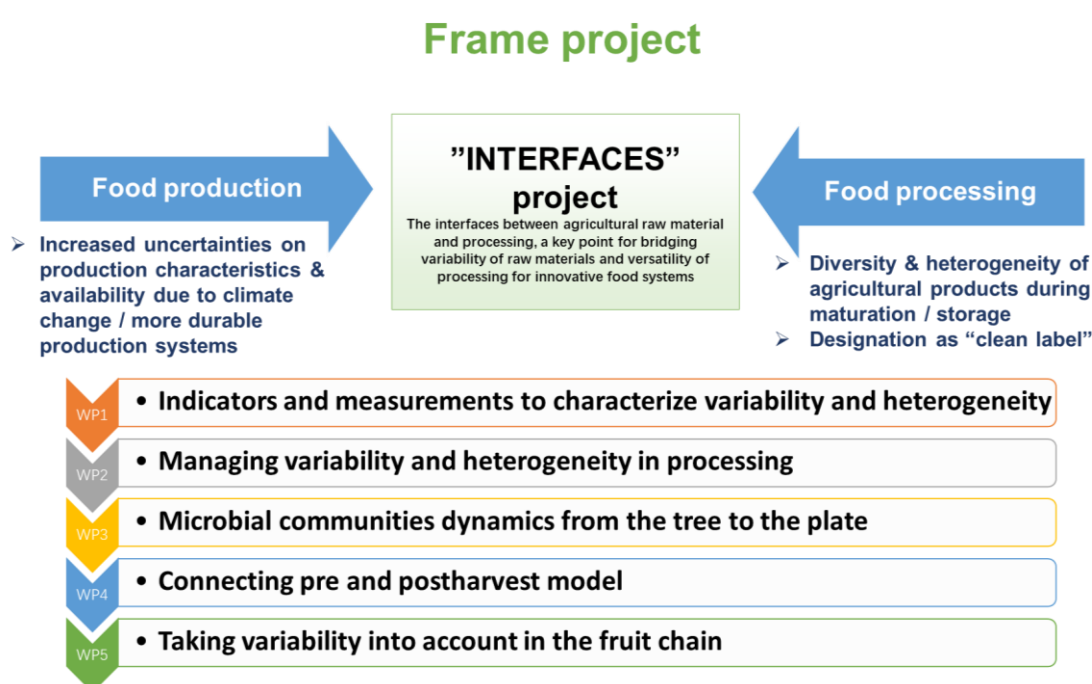 Frame project
Food production
”INTERFACES”
project
The interfaces between agricultural raw material
and processing, a key point for bridging
variability of raw materials and versatility of
processing for innovative food systems
Food processing
➢ Increased uncertainties on
production characteristics &
availability due to climate
change / more durable
production systems
➢ Diversity & heterogeneity of
agricultural products during
maturation / storage
➢ Designation as “clean label”
WP1
• Indicators and measurements to characterize variability and heterogeneity
WP2
• Managing variability and heterogeneity in processing
WP3
• Microbial communities dynamics from the tree to the plate
WP4
• Connecting pre and postharvest model
WP5
• Taking variability into account in the fruit chain